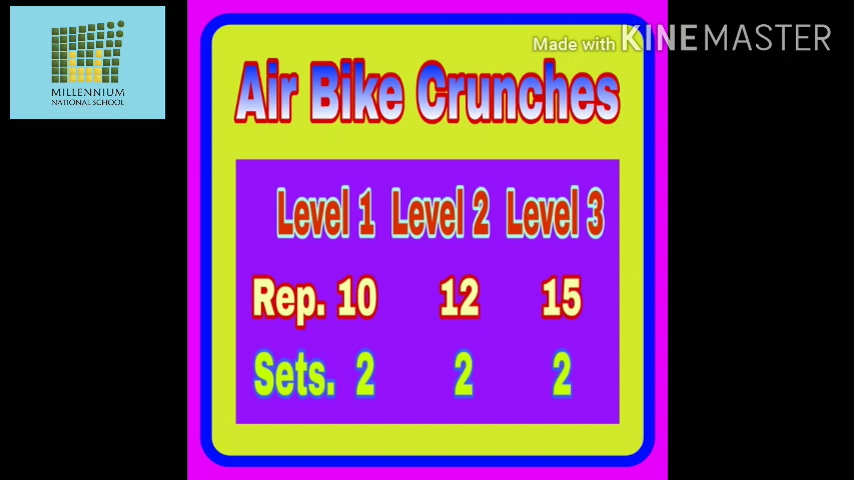 MILLENNIUM
NATIONAL SCHOOL
Made with KINEMASTER
Air Bike Crunches
Level 1 Level 2 Level 3
Rep. 10 12 15
Sets. 2 2 2